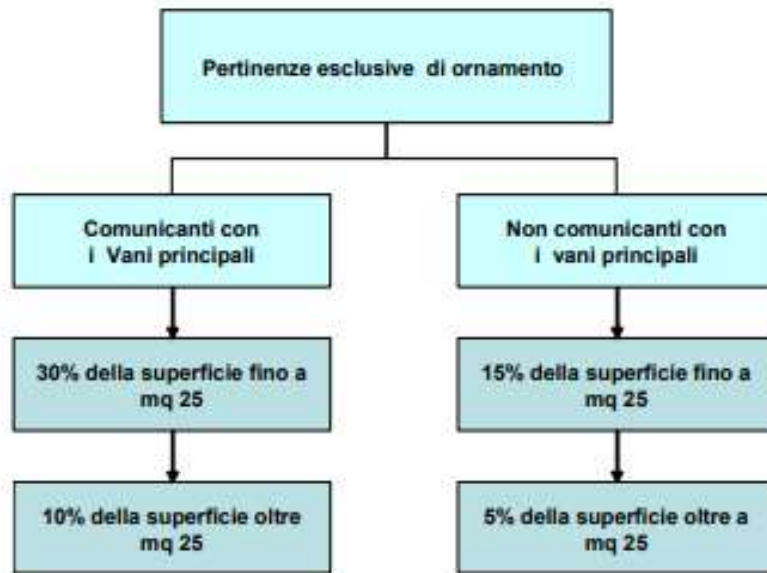 Pertinenze esclusive di ornamento
Comunicanti con
i Vani principali
Non comunicanti con
i vani principali
30% della superficie fino a
mq 25
15% della superficie fino a
mq 25
10% della superficie oltre
mq 25
5% della superficie oltre a
mq 25